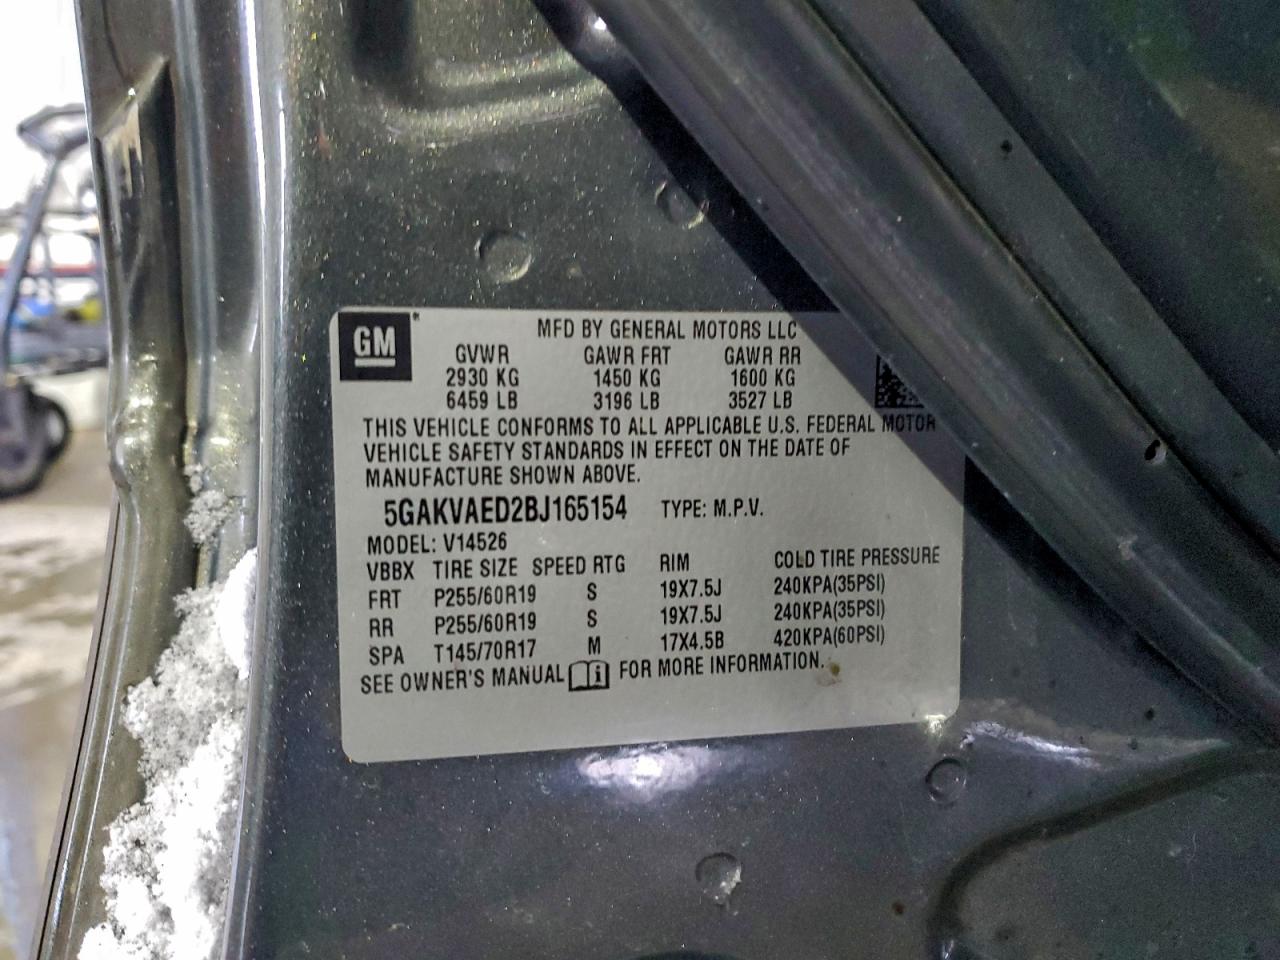 GM
MFD BY GENERAL MOTORS LLC
GVWR GAWR FRT GAWR RR
2930 KG 1450 KG 1600 KG
6459 LB 3196 LB 3527 LB
THIS VEHICLE CONFORMS TO ALL APPLICABLE U.S. FEDERAL MOTOR
VEHICLE SAFETY STANDARDS IN EFFECT ON THE DATE OF
MANUFACTURE SHOWN ABOVE.
5GAKVAED2BJ165154 TYPE: M.P.V.
MODEL: V14526
VBBX TIRE SIZE SPEED RTG RIM COLD TIRE PRESSURE
FRT P255/60R19 S 19X7.5J 240KPA(35PSI)
RR P255/60R19 S 19X7.5J 240KPA(35PSI)
SPA T145/70R17 M 17X4.5B 420KPA(60PSI)
SEE OWNER'S MANUAL i FOR MORE INFORMATION.